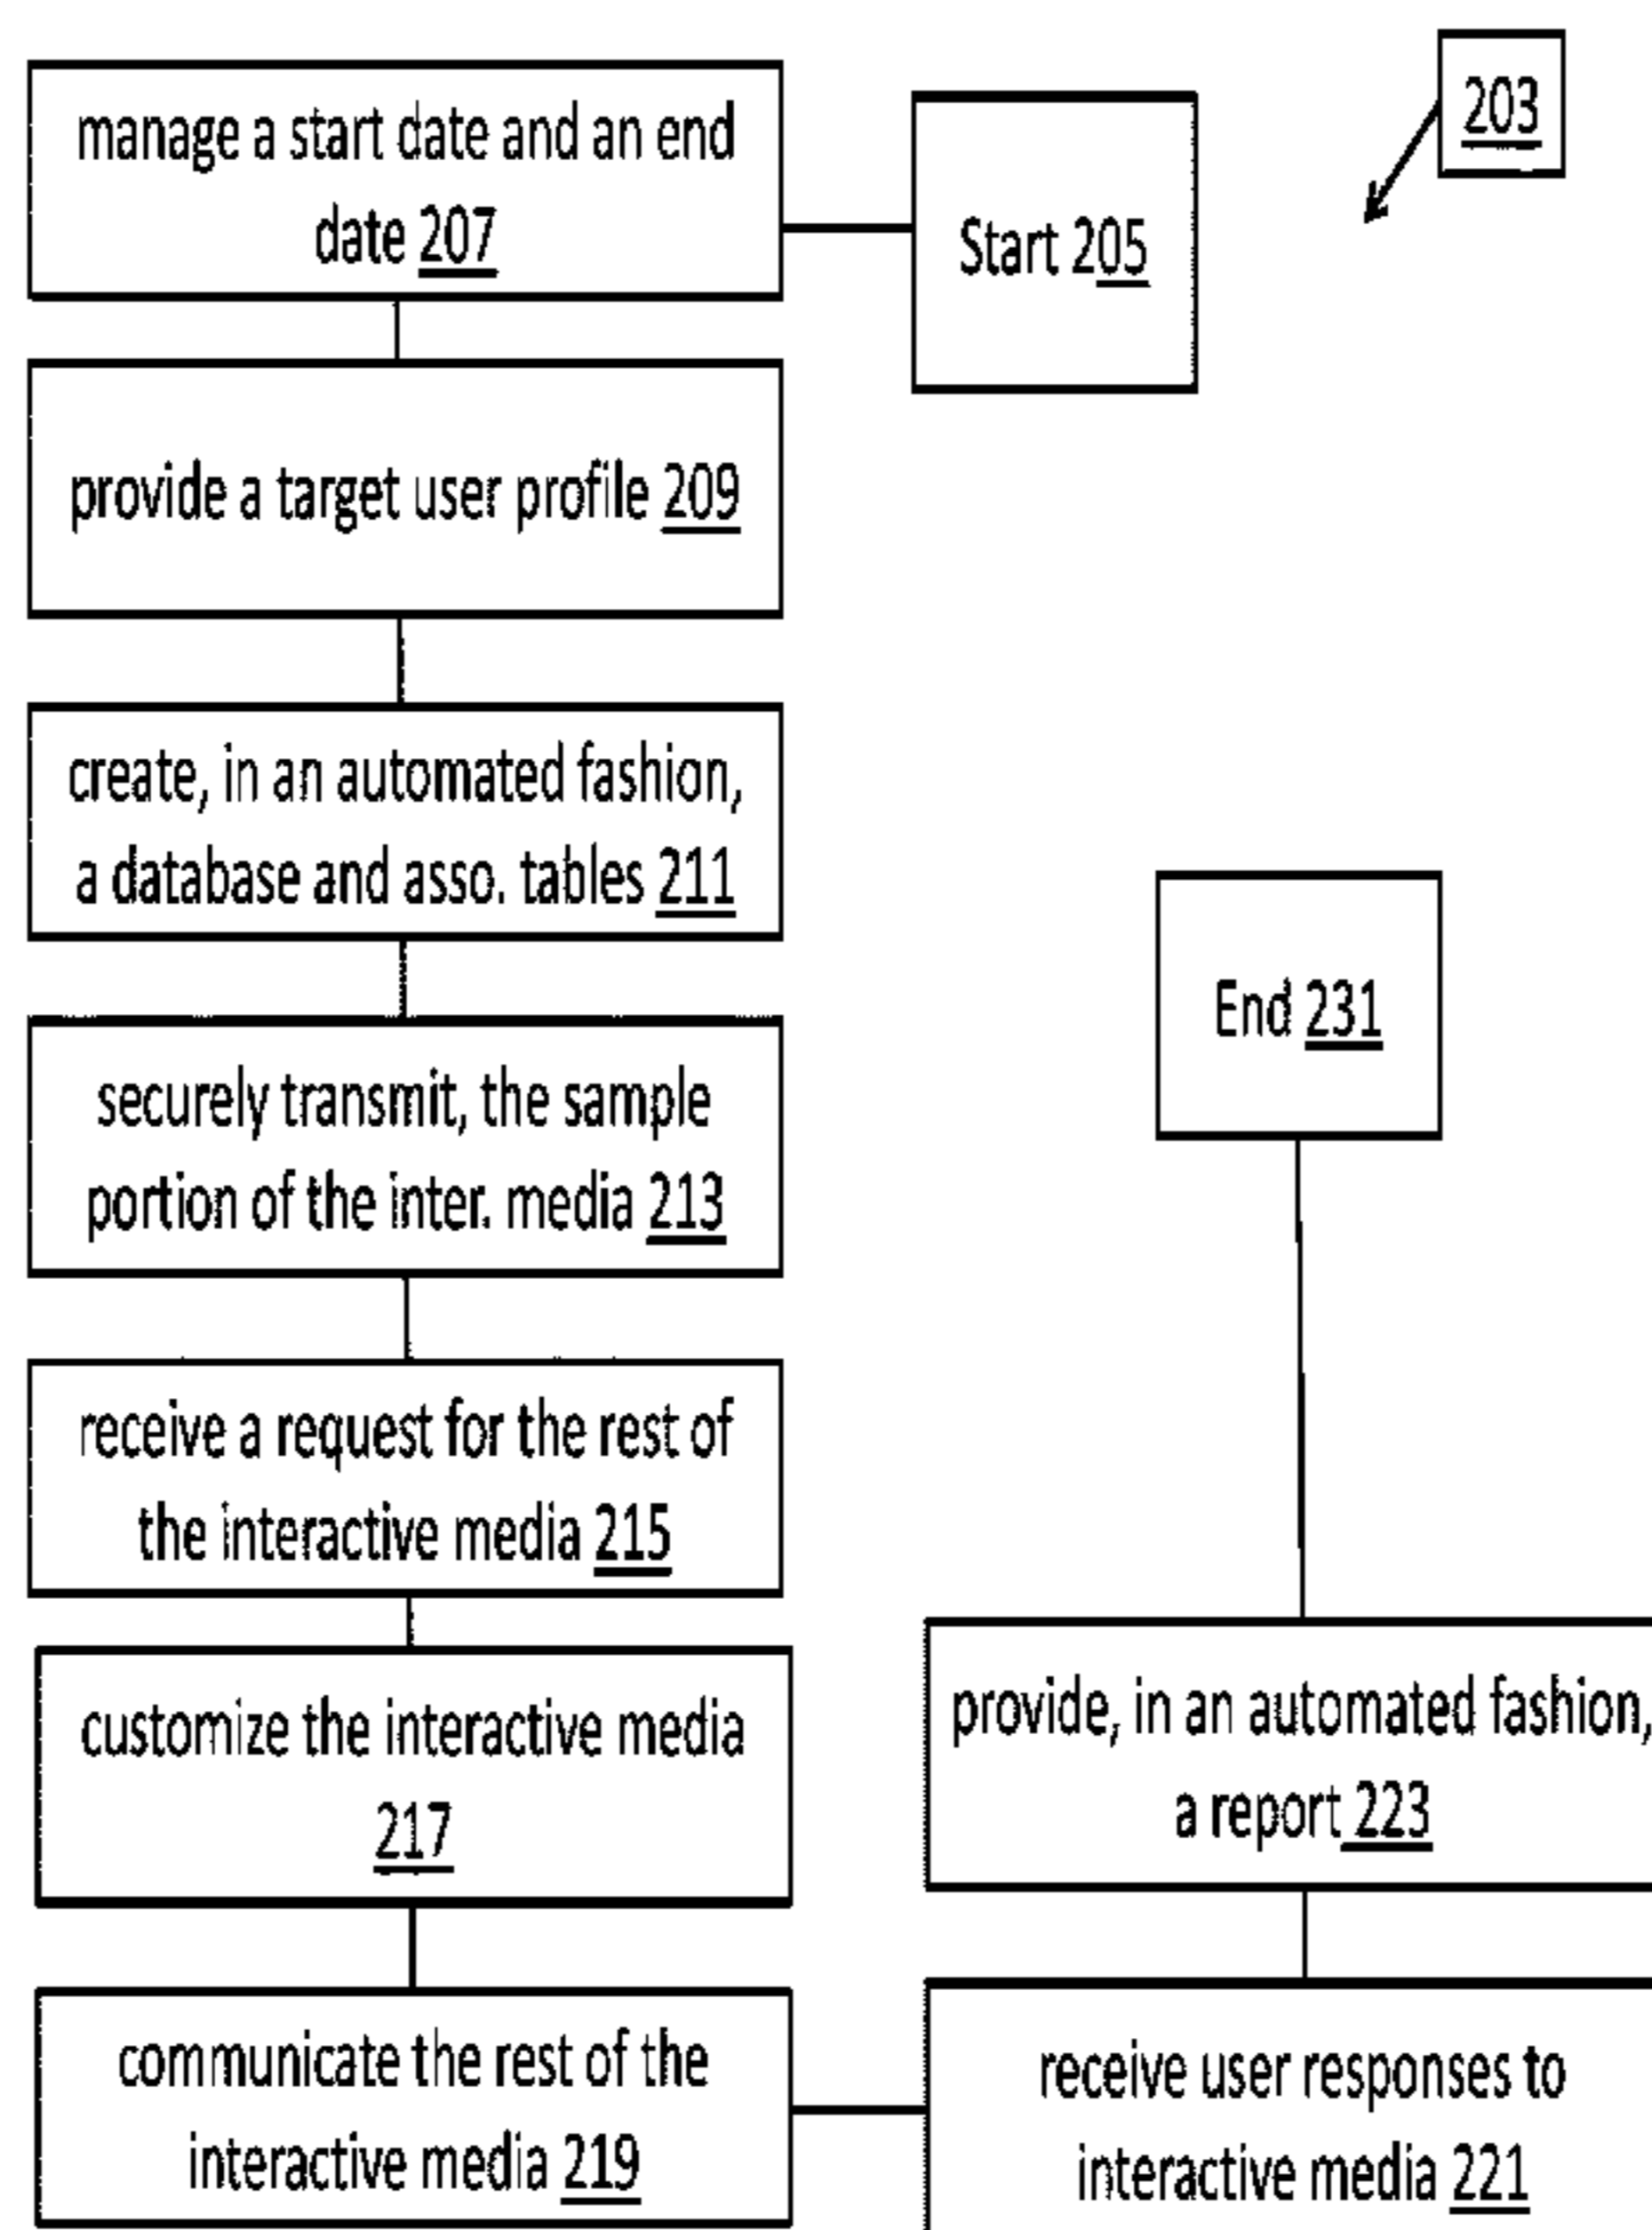 203
Start 205
manage a start date and an end
date 207
provide a target user profile 209
create, in an automated fashion,
a database and asso. tables 211
securely transmit, the sample
portion of the inter. media 213
receive a request for the rest of
the interactive media 215
customize the interactive media
217
communicate the rest of the
interactive media 219
receive user responses to
interactive media 221
provide, in an automated fashion,
a report 223
End 231